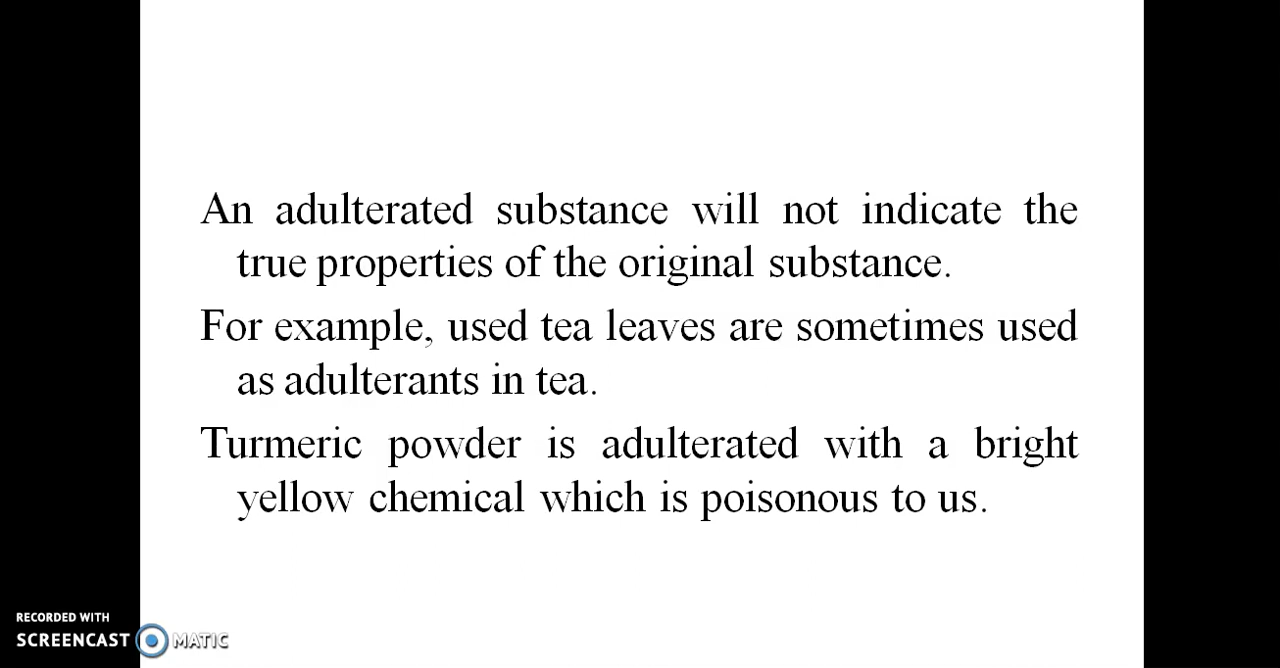 An adulterated substance will not indicate the
true properties of the original substance.
For example, used tea leaves are sometimes used
as adulterants in tea.
Turmeric powder is adulterated with a bright
yellow chemical which is poisonous to us.
RECORDED WITH
SCREENCAST MATIC